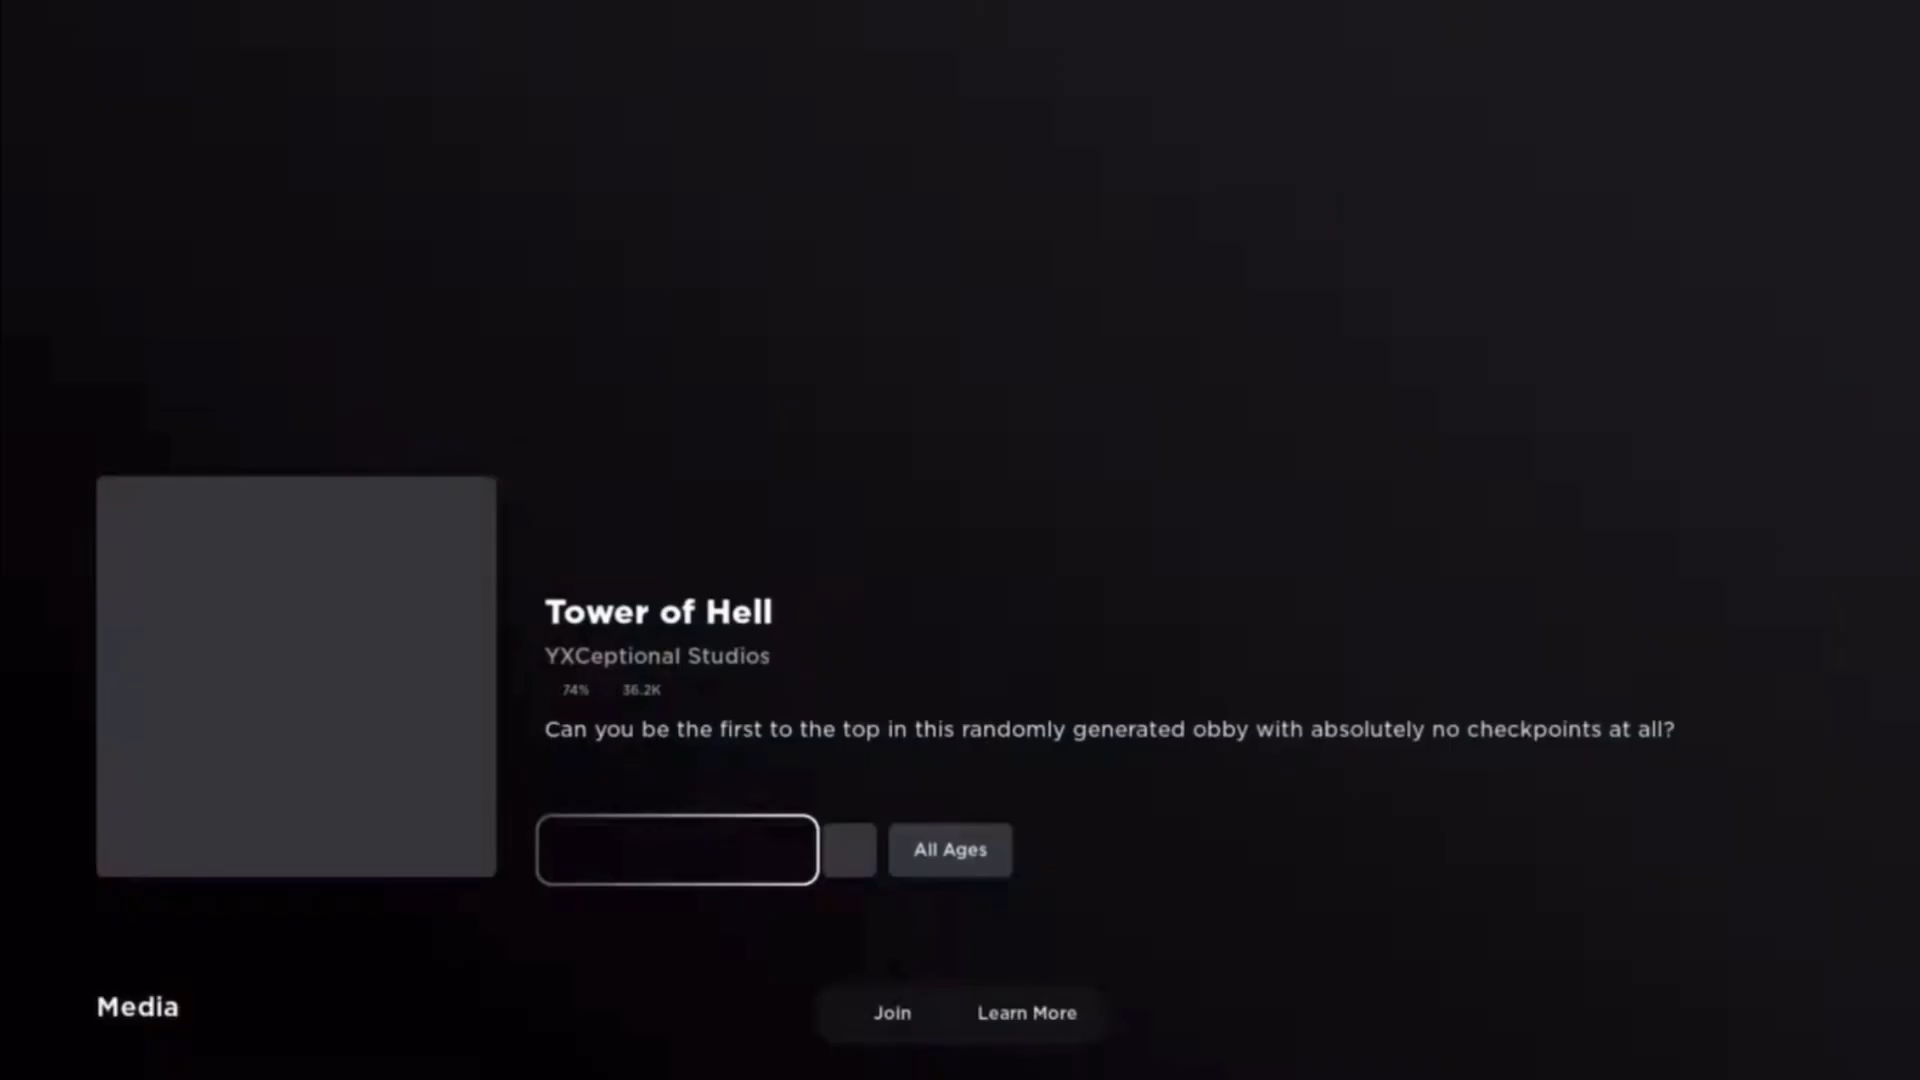 Tower of Hell
YXCeptional Studios
74% 36.2K
Can you be the first to the top in this randomly generated obby with absolutely no checkpoints at all?
All Ages
Media
Join Learn More